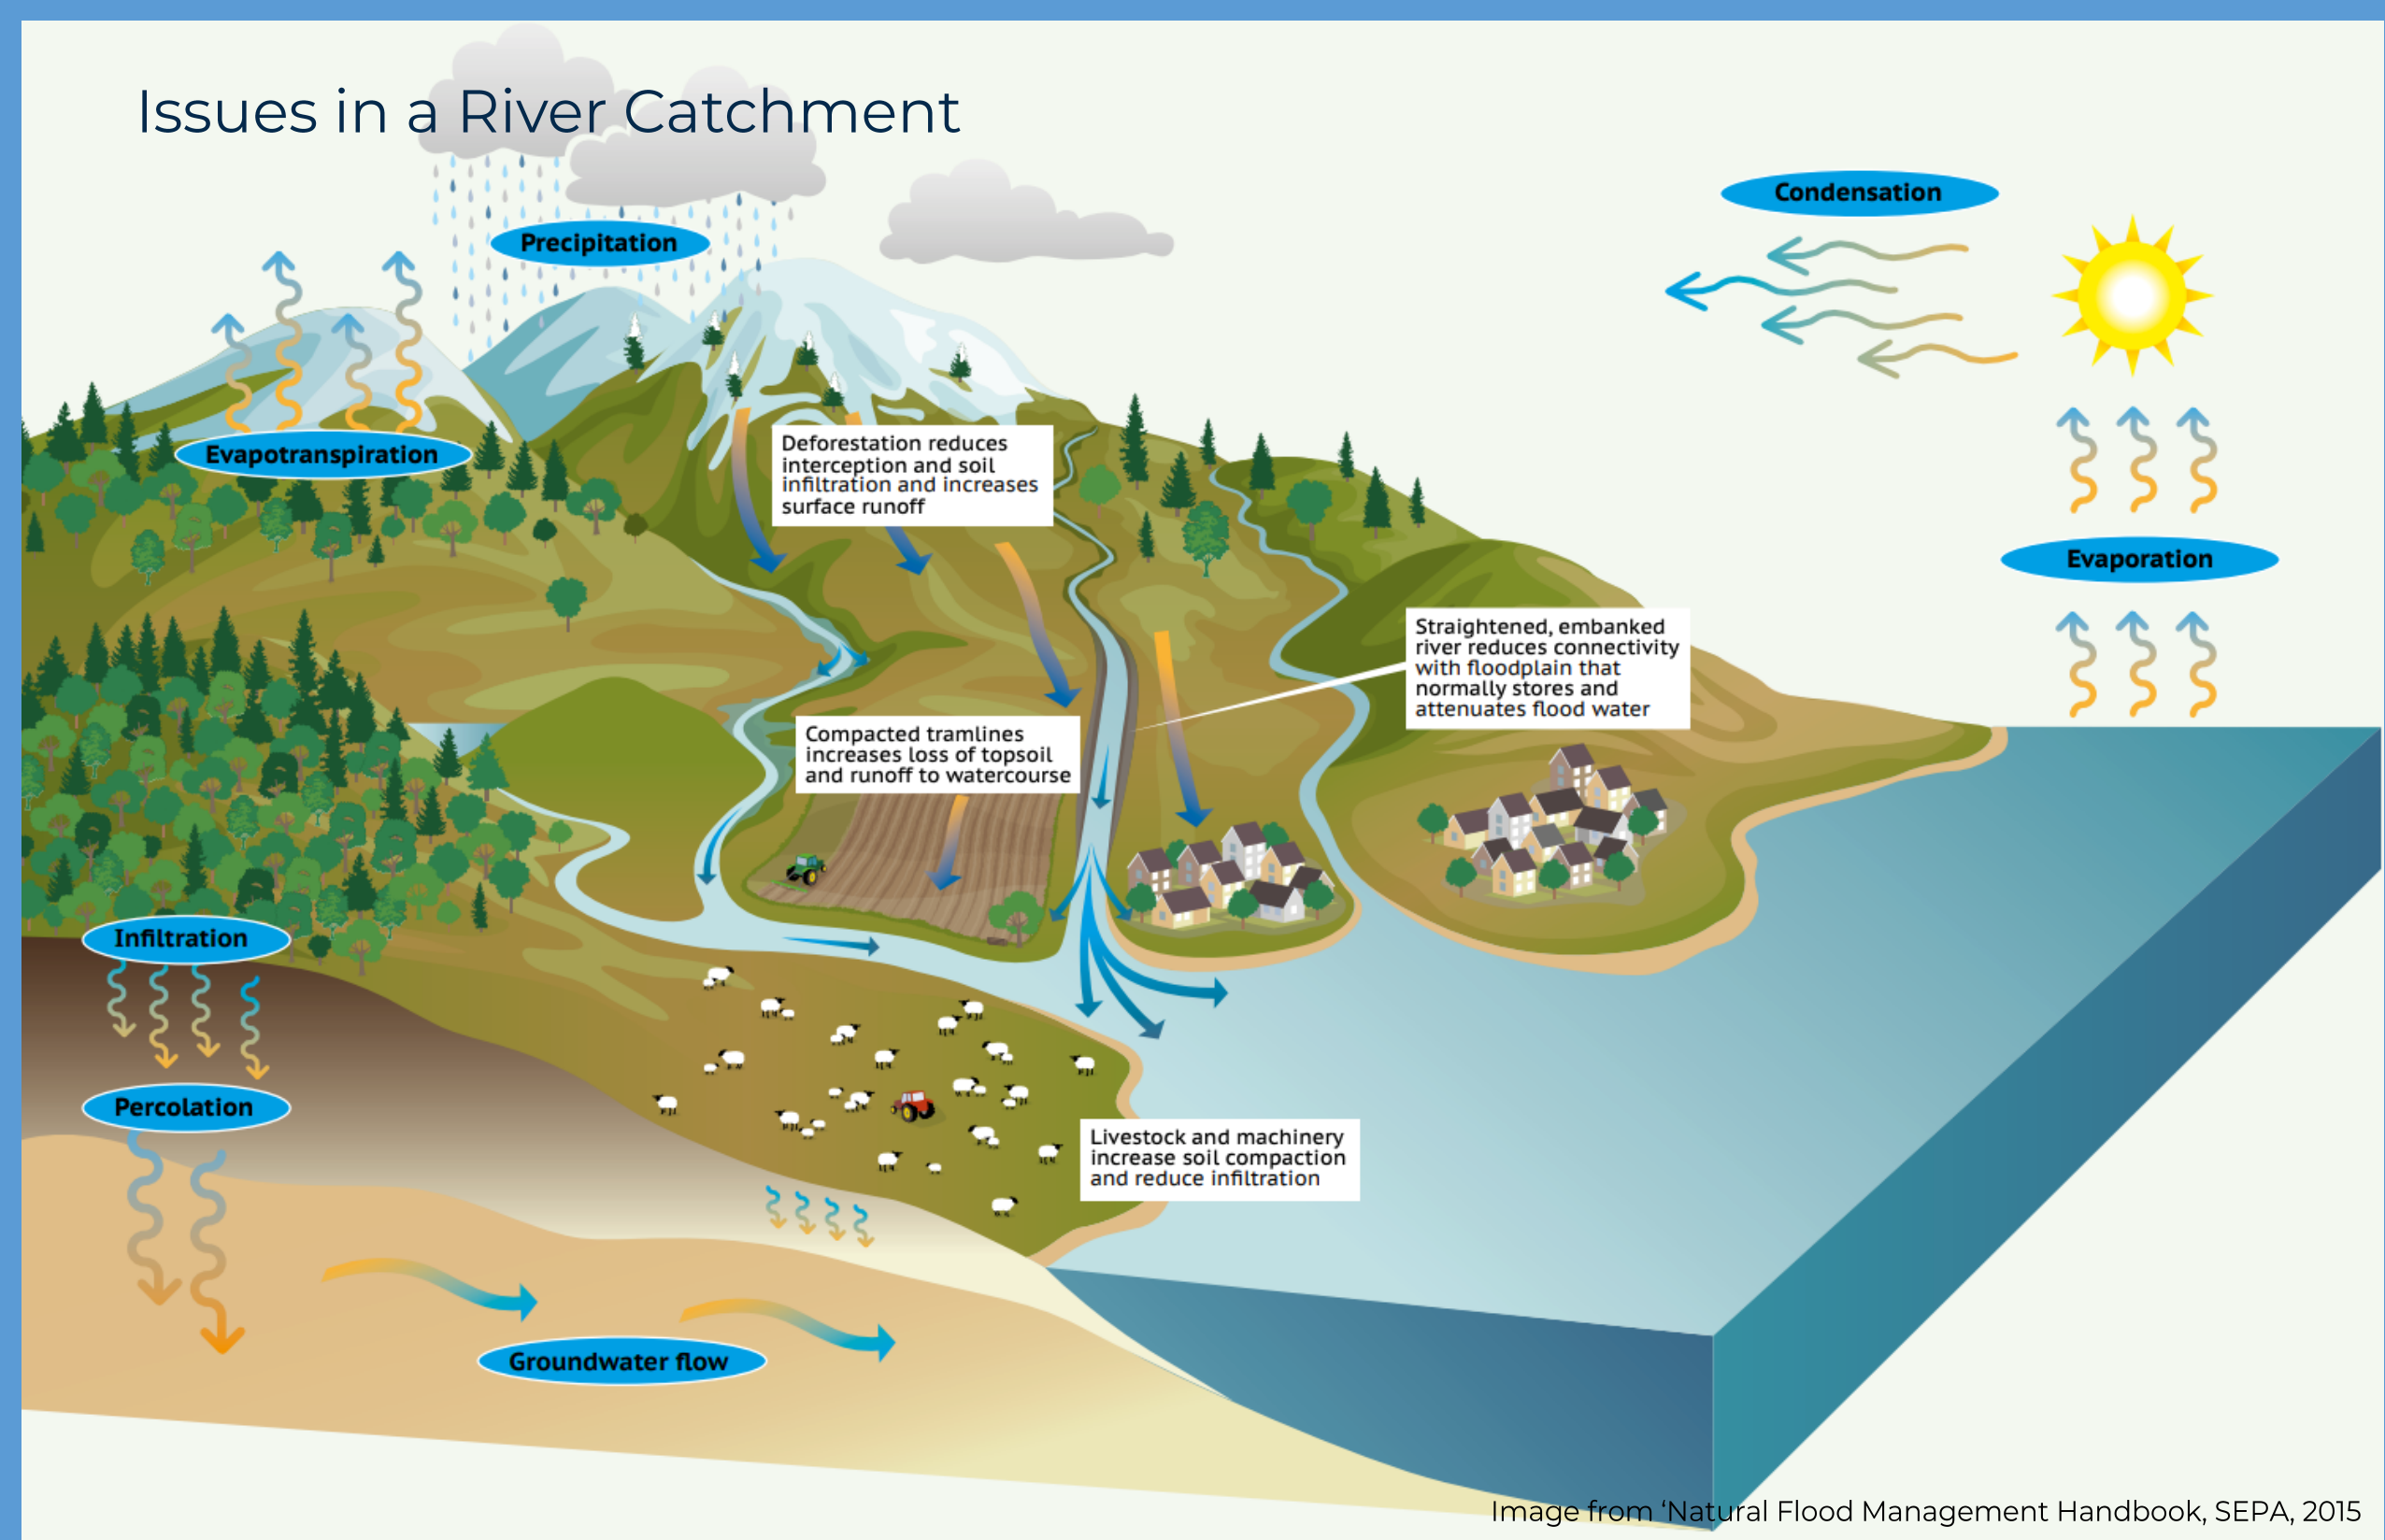 Issues in a River Catchment
Condensation
Precipitation
Evapotranspiration
Deforestation reduces
interception and soil
infiltration and increases
surface runoff
Evaporation
Straightened, embanked
river reduces connectivity
with floodplain that
normally stores and
attenuates flood water
Compacted tramlines
increases loss of topsoil
and runoff to watercourse
Infiltration
Percolation
Livestock and machinery
increase soil compaction
and reduce infiltration
Groundwater flow
Image from ‘Natural Flood Management Handbook, SEPA, 2015